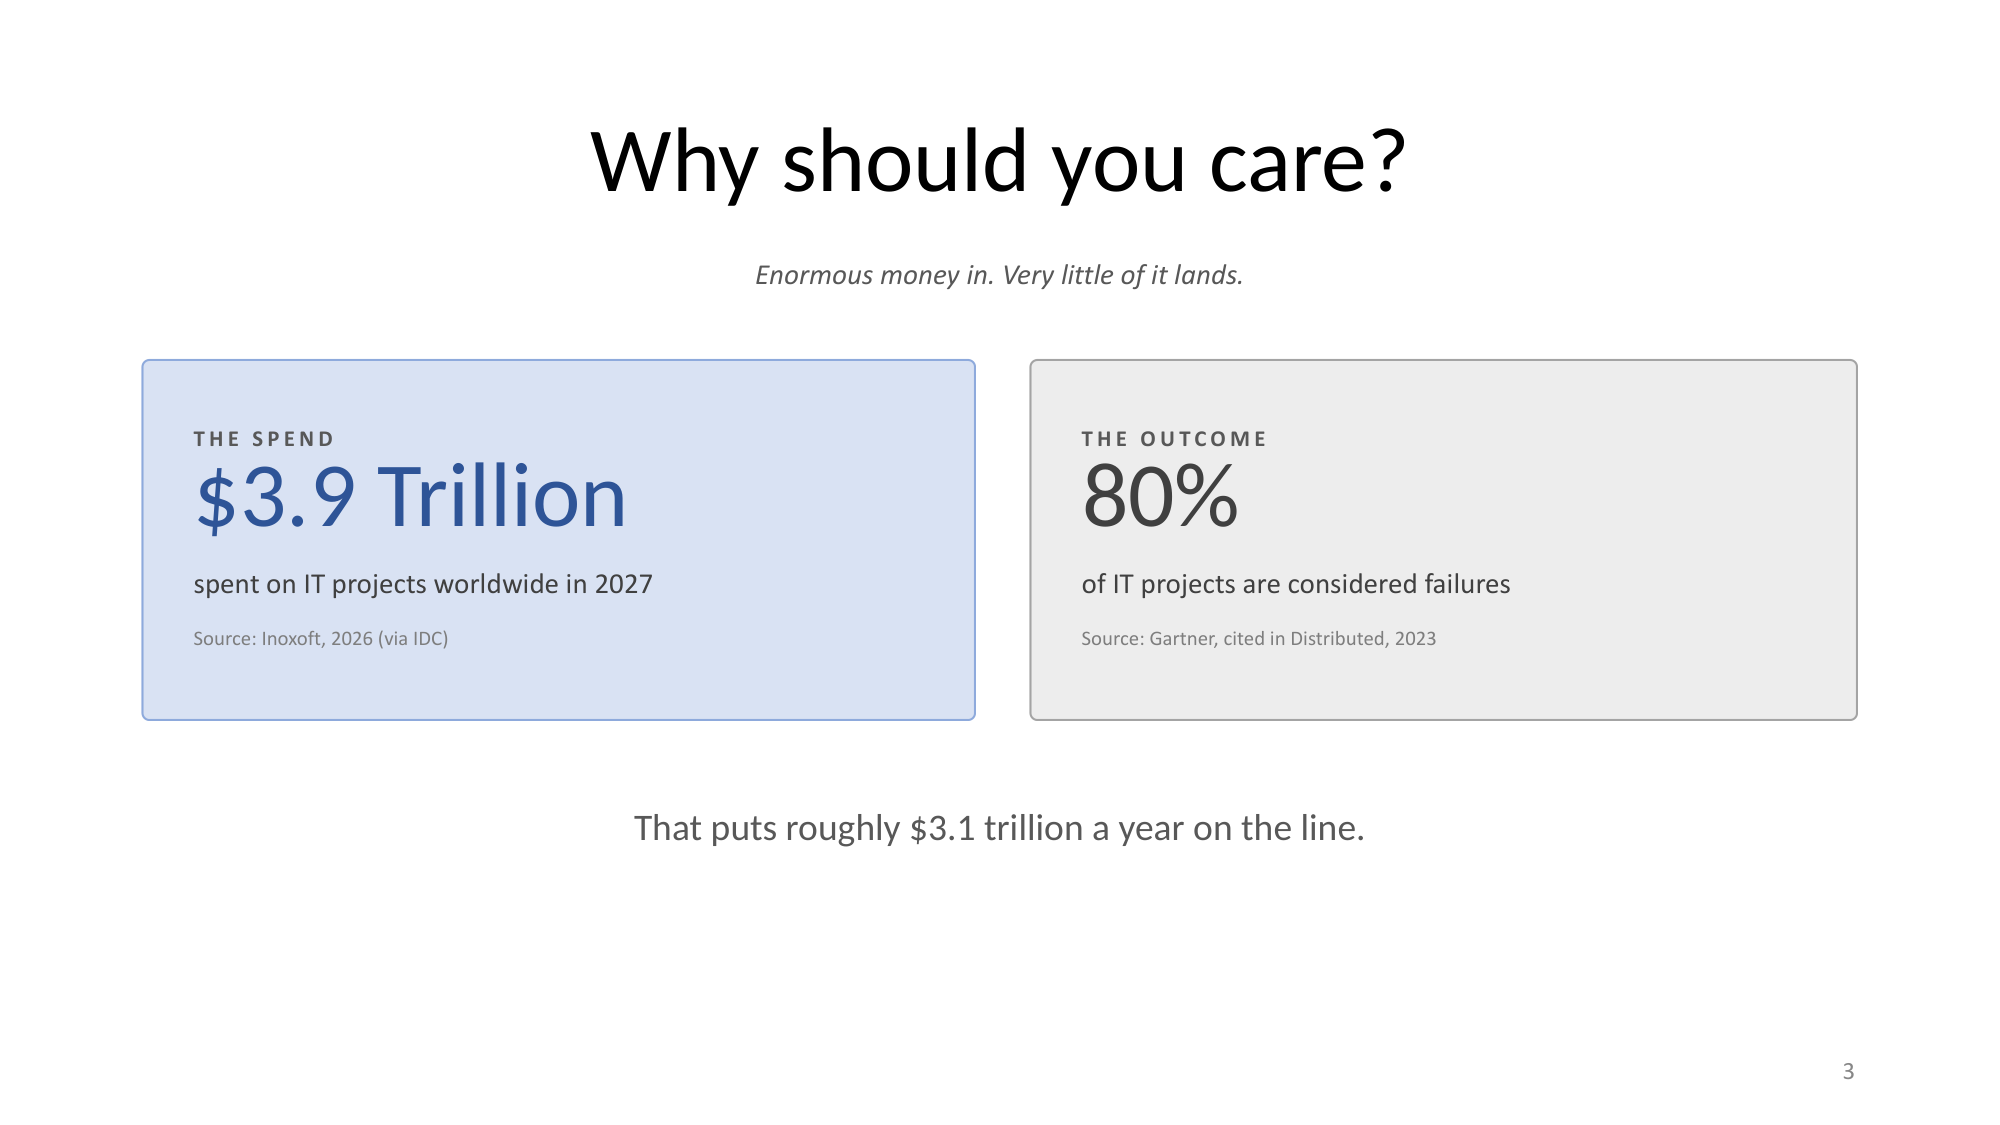 Why should you care?
Enormous money in. Very little of it lands.
THE SPEND
$3.9 Trillion
spent on IT projects worldwide in 2027
Source: Inoxoft, 2026 (via IDC)
THE OUTCOME
80%
of IT projects are considered failures
Source: Gartner, cited in Distributed, 2023
That puts roughly $3.1 trillion a year on the line.
3